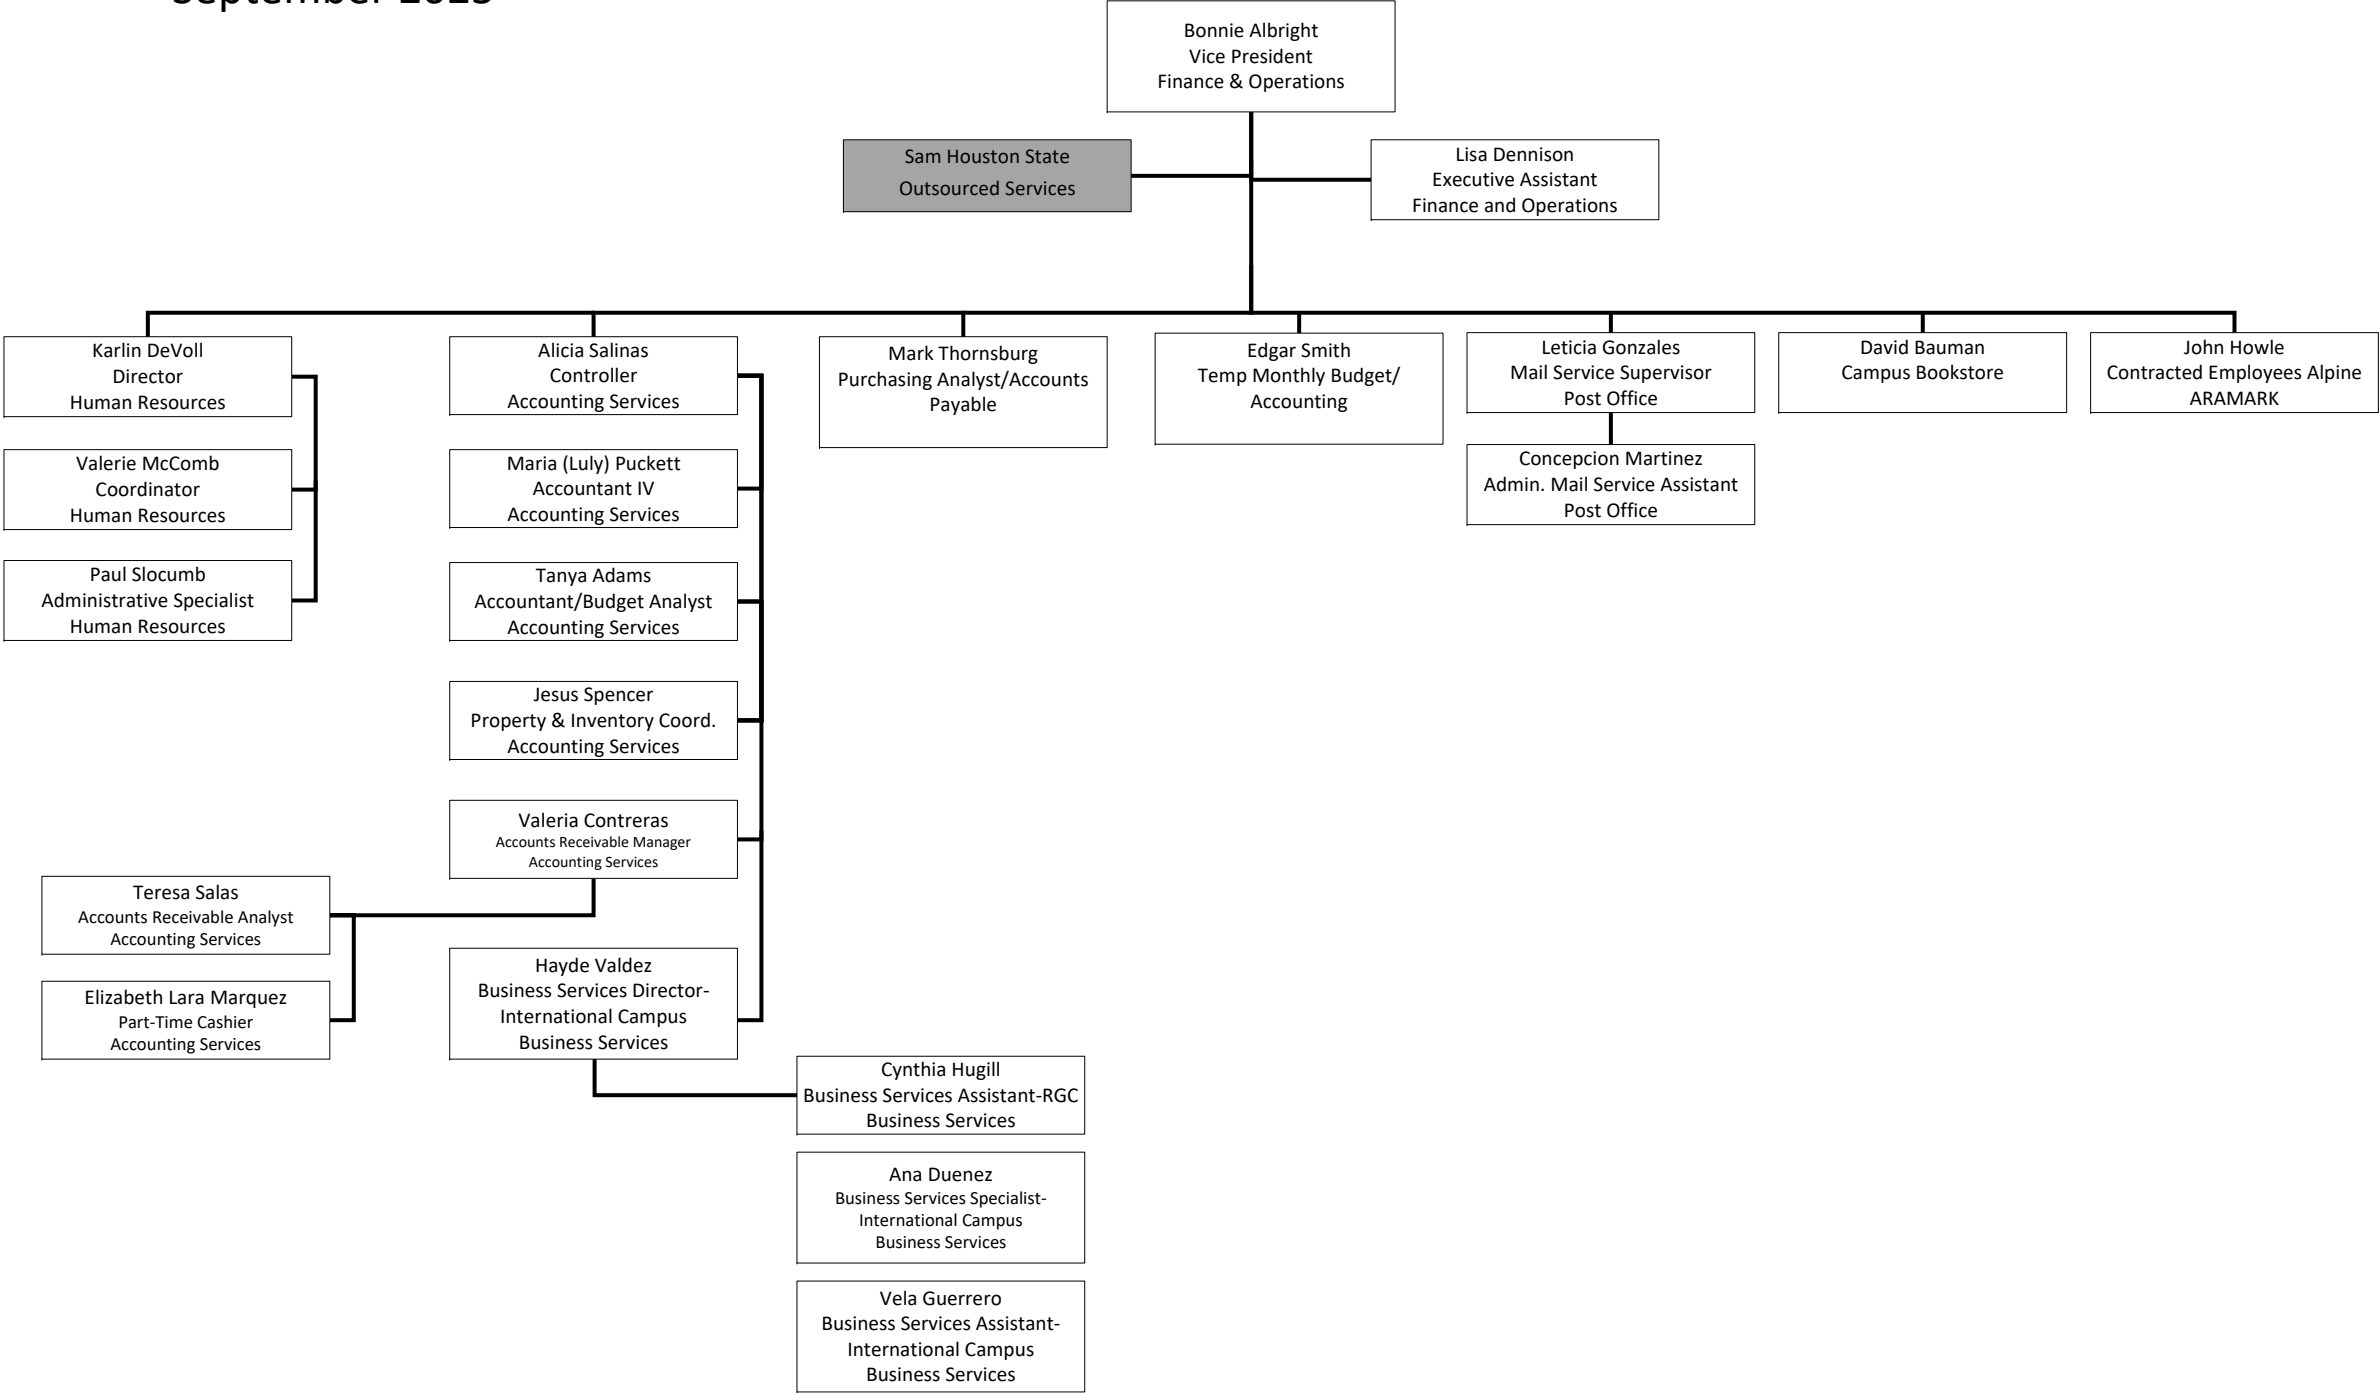 Bonnie Albright
Vice President
Finance & Operations
Sam Houston State
Outsourced Services
Lisa Dennison
Executive Assistant
Finance and Operations
Karlin DeVoll
Director
Human Resources
Valerie McComb
Coordinator
Human Resources
Paul Slocumb
Administrative Specialist
Human Resources
Alicia Salinas
Controller
Accounting Services
Maria (Luly) Puckett
Accountant IV
Accounting Services
Tanya Adams
Accountant/Budget Analyst
Accounting Services
Jesus Spencer
Property & Inventory Coord.
Accounting Services
Valeria Contreras
Accounts Receivable Manager
Accounting Services
Teresa Salas
Accounts Receivable Analyst
Accounting Services
Elizabeth Lara Marquez
Part-Time Cashier
Accounting Services
Hayde Valdez
Business Services Director-
International Campus
Business Services
Cynthia Hugill
Business Services Assistant-RGC
Business Services
Ana Duenez
Business Services Specialist-
International Campus
Business Services
Vela Guerrero
Business Services Assistant-
International Campus
Business Services
Mark Thornsburg
Purchasing Analyst/Accounts
Payable
Edgar Smith
Temp Monthly Budget/
Accounting
Leticia Gonzales
Mail Service Supervisor
Post Office
Concepcion Martinez
Admin. Mail Service Assistant
Post Office
David Bauman
Campus Bookstore
John Howle
Contracted Employees Alpine
ARAMARK